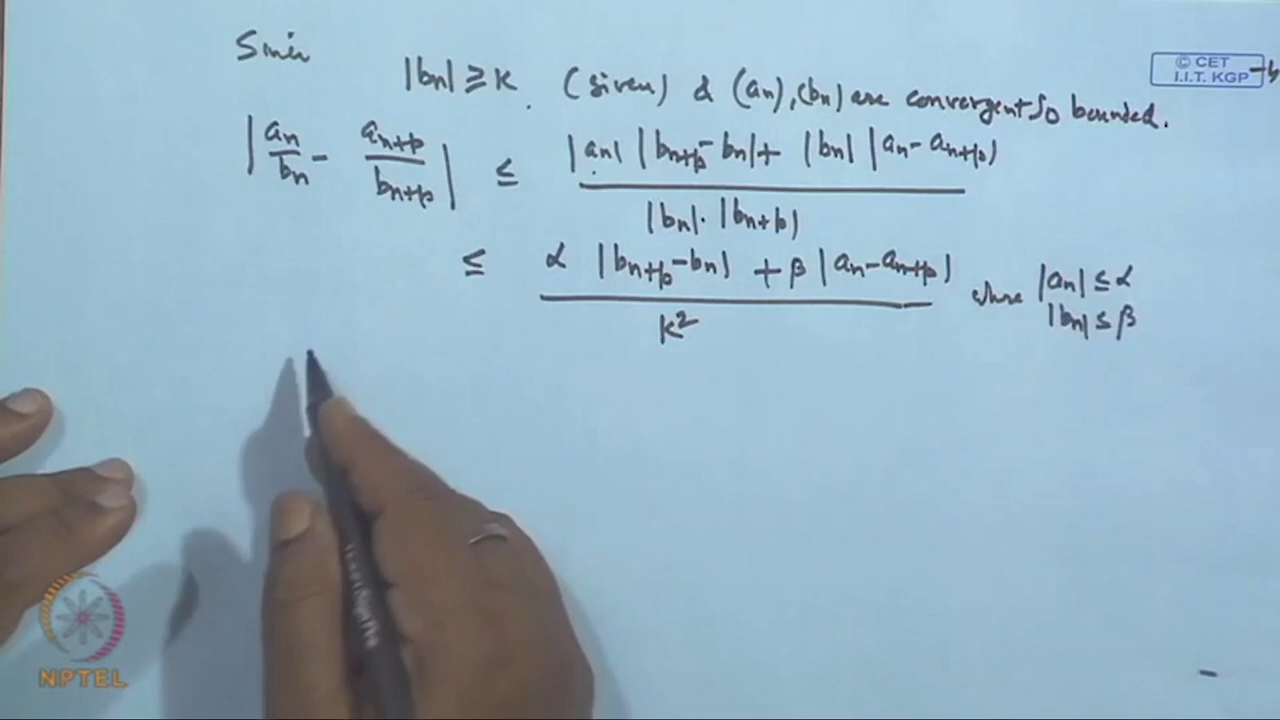 Since
|bn| ≥ K. (given) & (an), (bn) are convergent so bounded.
© CET
I.I.T. KGP
|an/bn - an+p/bn+p| ≤ (|an| |bn+p - bn| + |bn| |an - an+p|) / (|bn|·|bn+p|)
≤ (α |bn+p - bn| + β |an - an+p|) / K² where |an| ≤ α
|bn| ≤ β
NPTEL